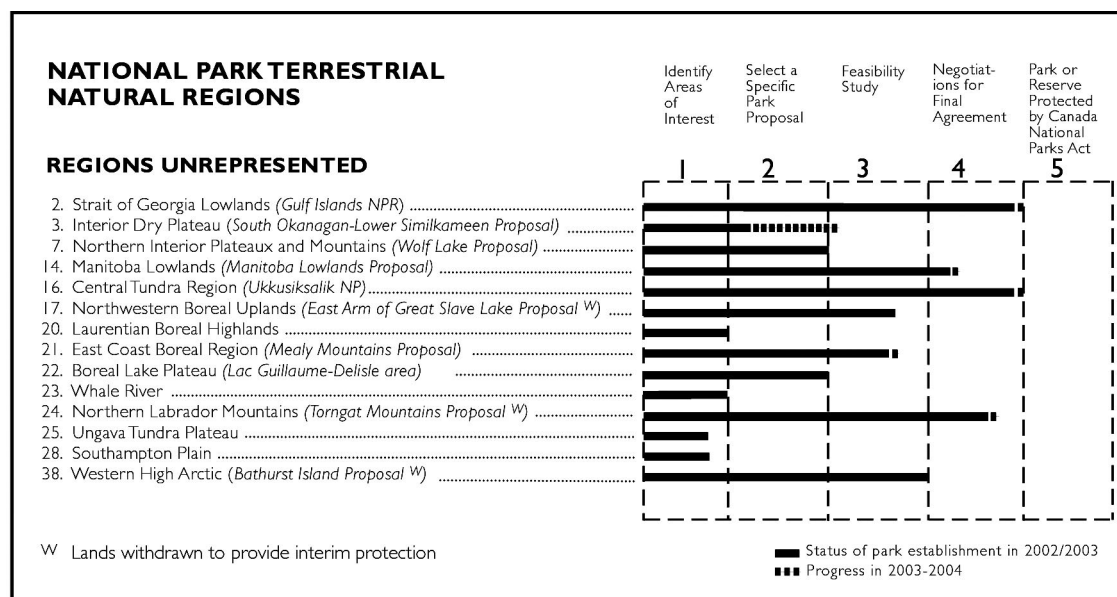 NATIONAL PARK TERRESTRIAL
NATURAL REGIONS
Identify
Areas
of
Interest
Select a
Specific
Park
Proposal
Feasibility
Study
Negotiat-
ions for
Final
Agreement
Park or
Reserve
Protected
by Canada
National
Parks Act
REGIONS UNREPRESENTED
1 2 3 4 5
2. Strait of Georgia Lowlands (Gulf Islands NPR)
3. Interior Dry Plateau (South Okanagan-Lower Similkameen Proposal)
7. Northern Interior Plateaux and Mountains (Wolf Lake Proposal)
14. Manitoba Lowlands (Manitoba Lowlands Proposal)
16. Central Tundra Region (Ukkusiksalik NP)
17. Northwestern Boreal Uplands (East Arm of Great Slave Lake Proposal W)
20. Laurentian Boreal Highlands
21. East Coast Boreal Region (Mealy Mountains Proposal)
22. Boreal Lake Plateau (Lac Guillaume-Delisle area)
23. Whale River
24. Northern Labrador Mountains (Torngat Mountains Proposal W)
25. Ungava Tundra Plateau
28. Southampton Plain
38. Western High Arctic (Bathurst Island Proposal W)
W Lands withdrawn to provide interim protection
Status of park establishment in 2002/2003
Progress in 2003-2004